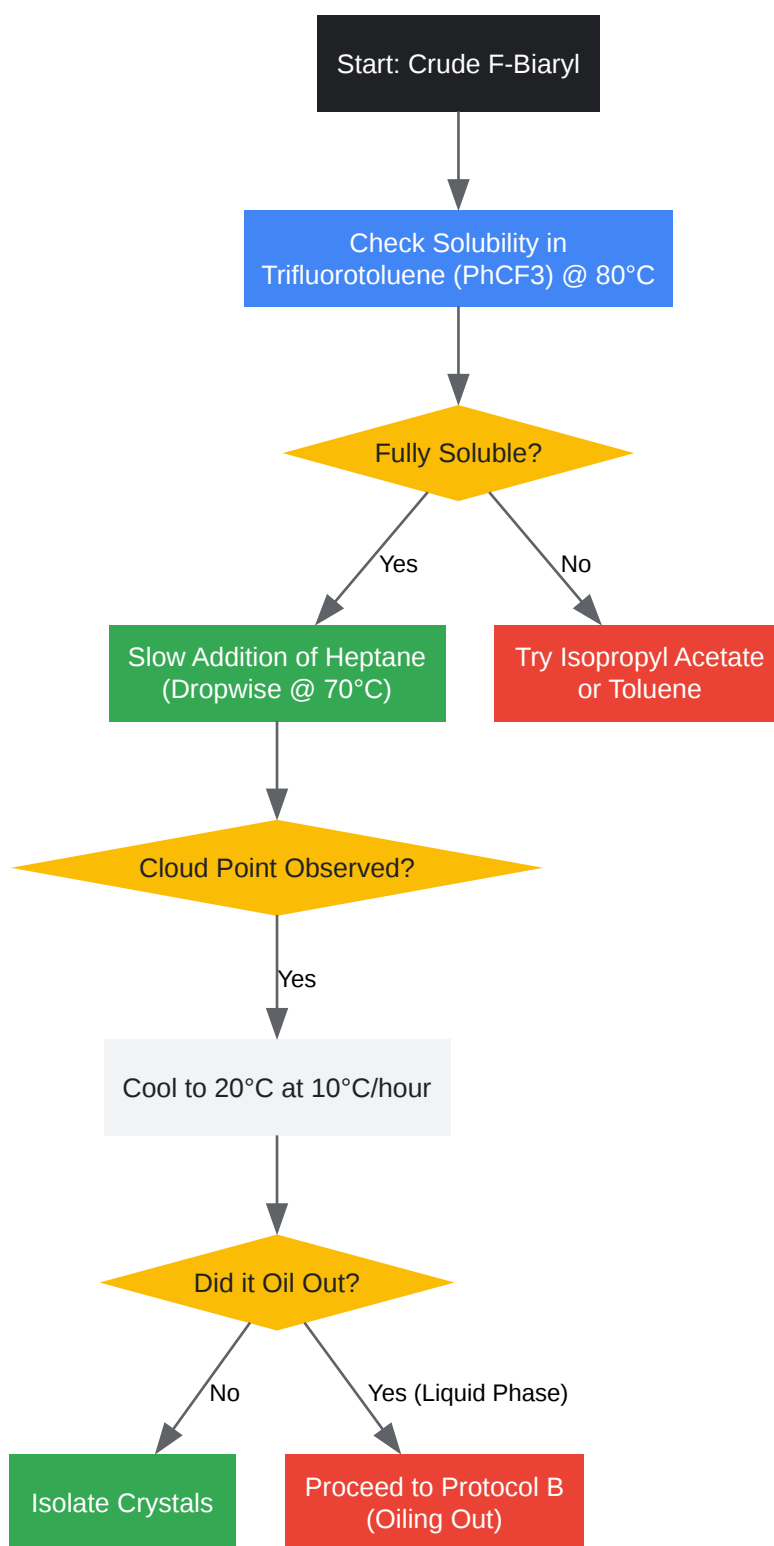 Start: Crude F-Biaryl
Check Solubility in
Trifluorotoluene (PhCF3) @ 80°C
Fully Soluble?
Yes
No
Slow Addition of Heptane
(Dropwise @ 70°C)
Try Isopropyl Acetate
or Toluene
Cloud Point Observed?
Yes
Cool to 20°C at 10°C/hour
Did it Oil Out?
No
Yes (Liquid Phase)
Isolate Crystals
Proceed to Protocol B
(Oiling Out)